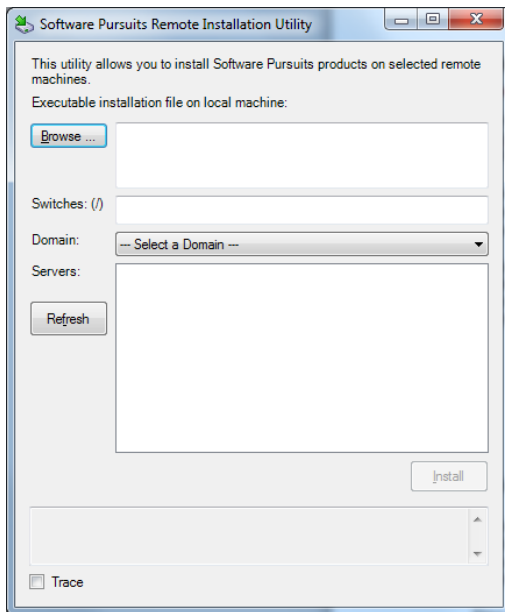 Software Pursuits Remote Installation Utility
This utility allows you to install Software Pursuits products on selected remote
machines.
Executable installation file on local machine:
Browse ...
Switches: (/)
Domain:
--- Select a Domain ---
Servers:
Refresh
Install
Trace